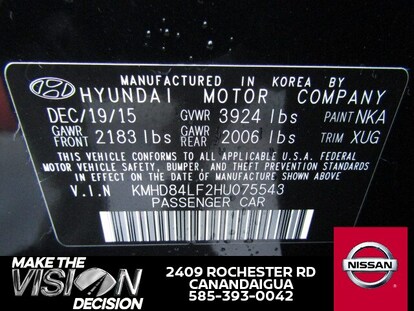 MANUFACTURED IN KOREA BY
HYUNDAI MOTOR COMPANY
DEC/19/15 GVWR 3924 lbs PAINT NKA
GAWR FRONT 2183 lbs GAWR REAR 2006 lbs TRIM XUG
THIS VEHICLE CONFORMS TO ALL APPLICABLE U.S.A. FEDERAL
MOTOR VEHICLE SAFETY, BUMPER, AND THEFT PREVENTION STANDARDS
IN EFFECT ON THE DATE OF MANUFACTURE SHOWN ABOVE.
V.I.N KMHD84LF2HU075543
PASSENGER CAR
MAKE THE
VISION
DECISION
2409 ROCHESTER RD
CANANDAIGUA
585-393-0042
NISSAN